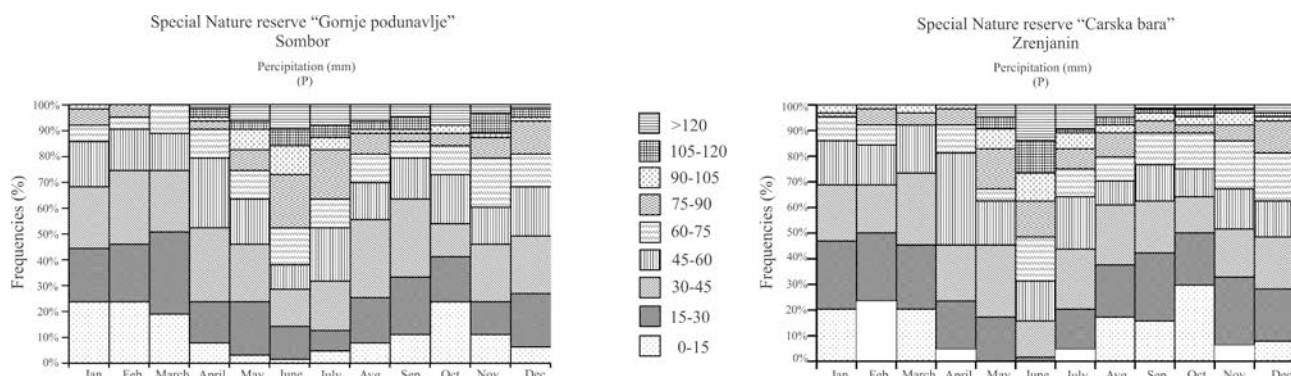 Special Nature reserve “Gornje podunavlje”
Sombor
Percipitation (mm)
(P)
Frequencies (%)
100%
90%
80%
70%
60%
50%
40%
30%
20%
10%
0%
Jan Feb March April May June July Avg Sep Oct Nov Dec
>120
105-120
90-105
75-90
60-75
45-60
30-45
15-30
0-15
Special Nature reserve “Carska bara”
Zrenjanin
Percipitation (mm)
(P)
Frequencies (%)
100%
90%
80%
70%
60%
50%
40%
30%
20%
10%
0%
Jan Feb March April May June July Avg Sep Oct Nov Dec